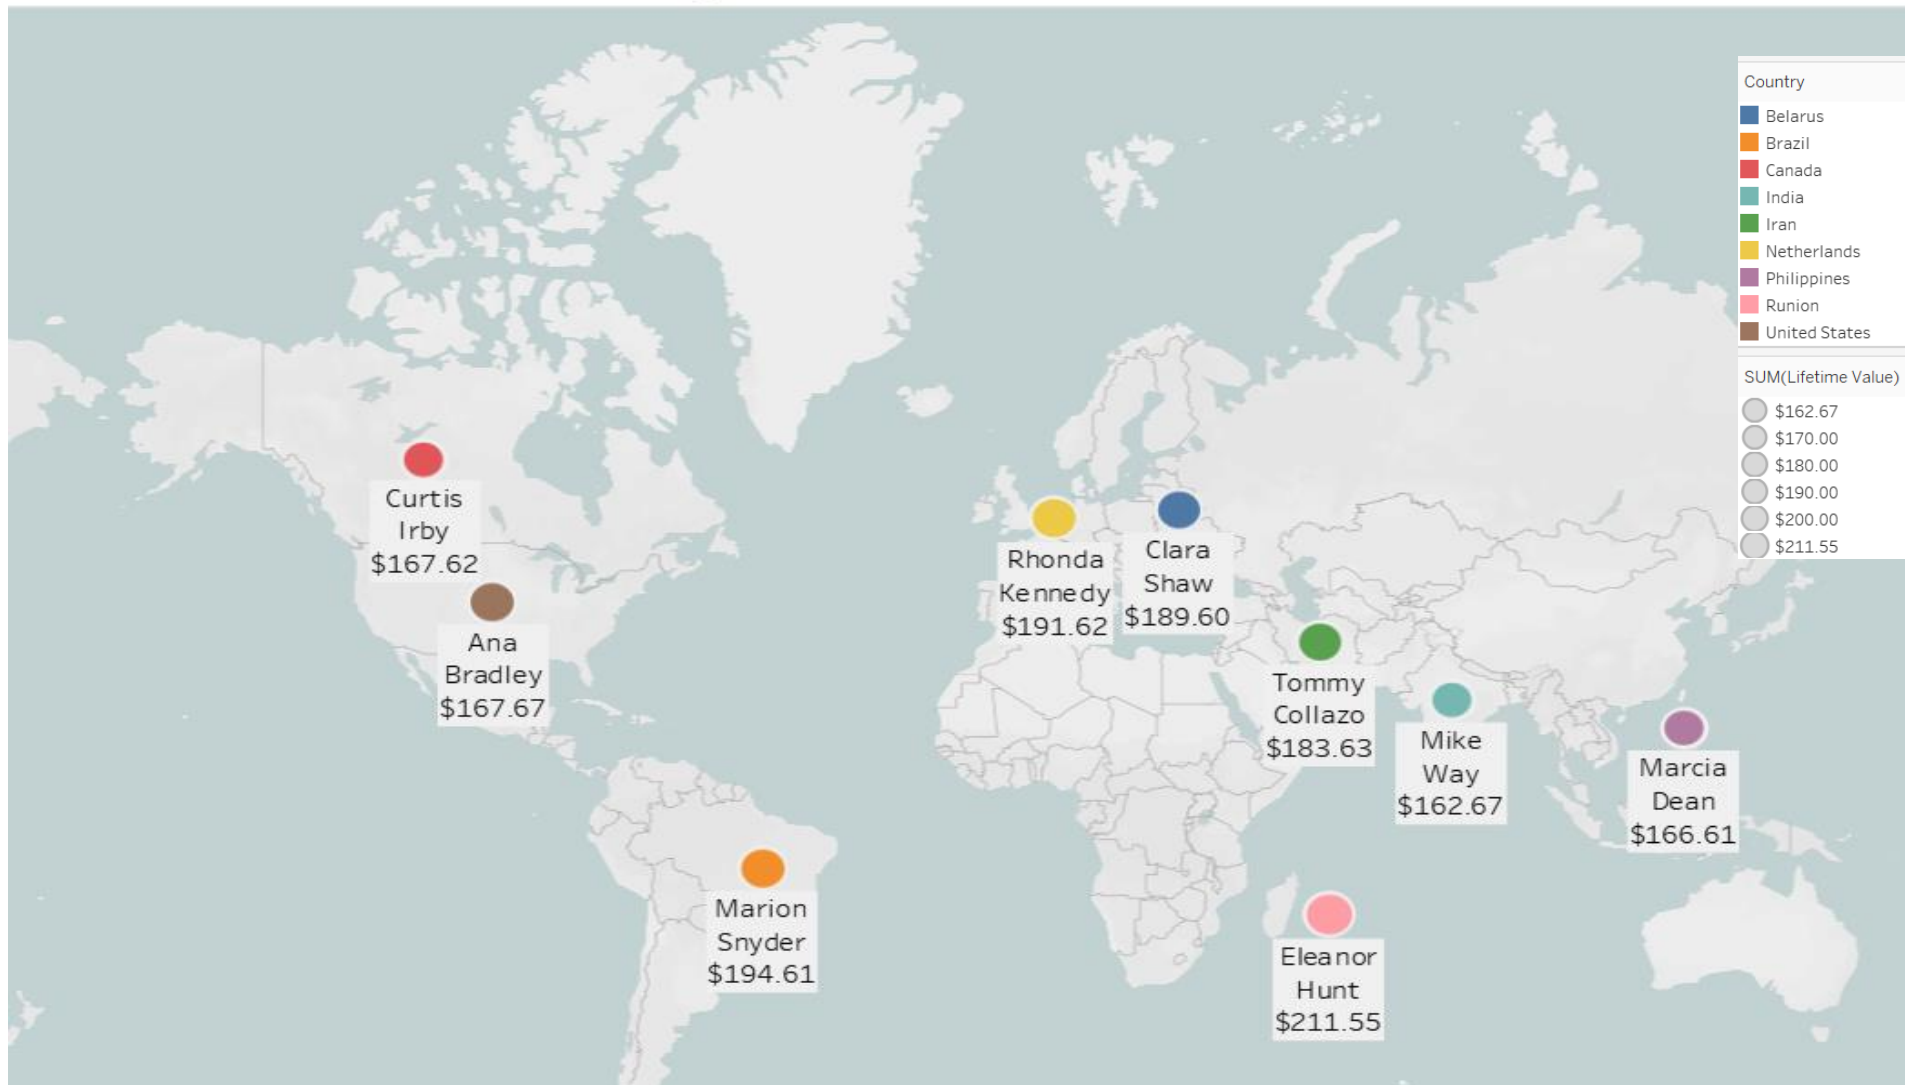 Country
Belarus
Brazil
Canada
India
Iran
Netherlands
Philippines
Runion
United States
SUM(Lifetime Value)
$162.67
$170.00
$180.00
$190.00
$200.00
$211.55
Curtis
Irby
$167.62
Ana
Bradley
$167.67
Rhonda
Kennedy
$191.62
Clara
Shaw
$189.60
Tommy
Collazo
$183.63
Mike
Way
$162.67
Marcia
Dean
$166.61
Marion
Snyder
$194.61
Eleanor
Hunt
$211.55